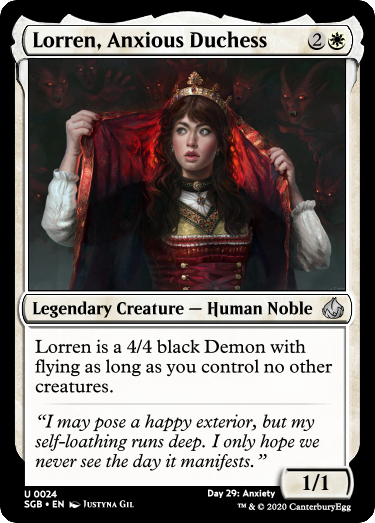 Lorren, Anxious Duchess 2
Legendary Creature — Human Noble
Lorren is a 4/4 black Demon with
flying as long as you control no other
creatures.
“I may pose a happy exterior, but my
self-loathing runs deep. I only hope we
never see the day it manifests.”
1/1
U 0024
SGB • EN Justyna Gil
Day 29: Anxiety
™ & © 2020 CanterburyEgg